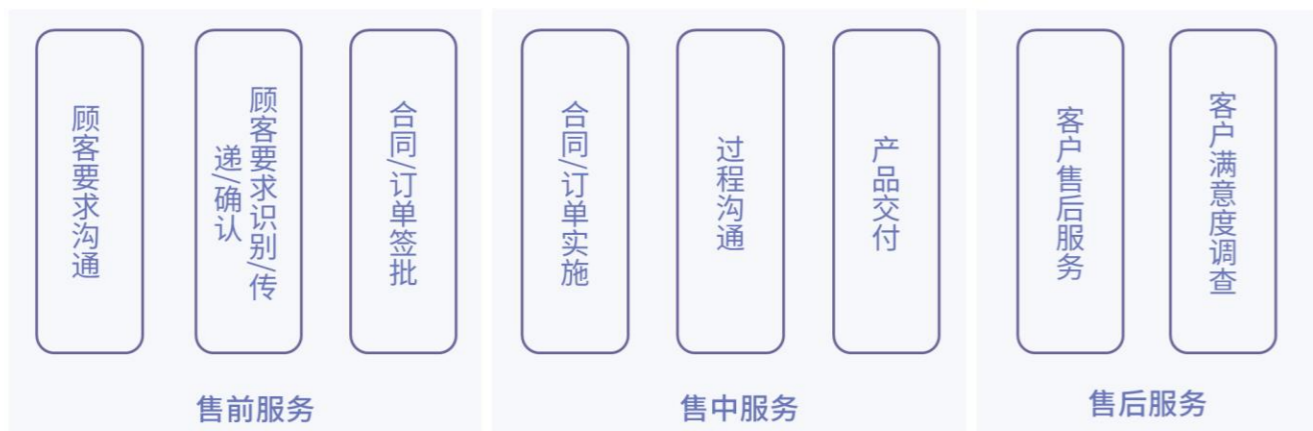 顾客要求沟通
顾客要求识别/传
递/确认
合同/订单签批
售前服务
合同/订单实施
过程沟通
产品交付
售中服务
客户售后服务
客户满意度调查
售后服务